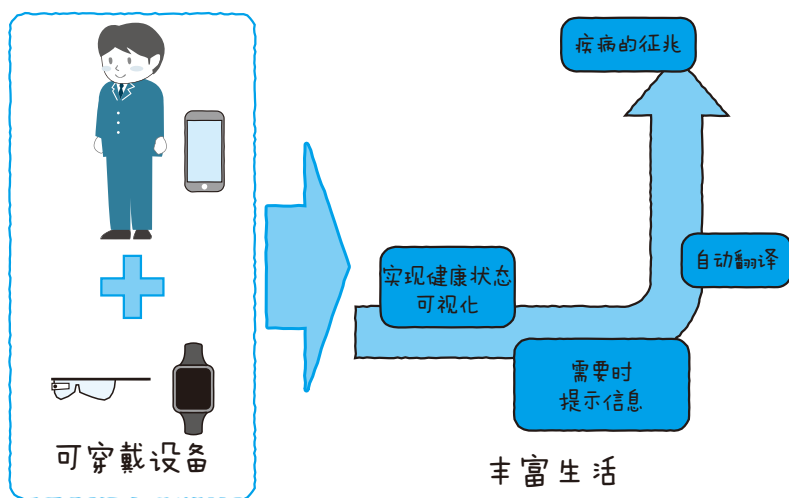 疾病的征兆
自动翻译
实现健康状态
可视化
需要时
提示信息
可穿戴设备
丰富生活